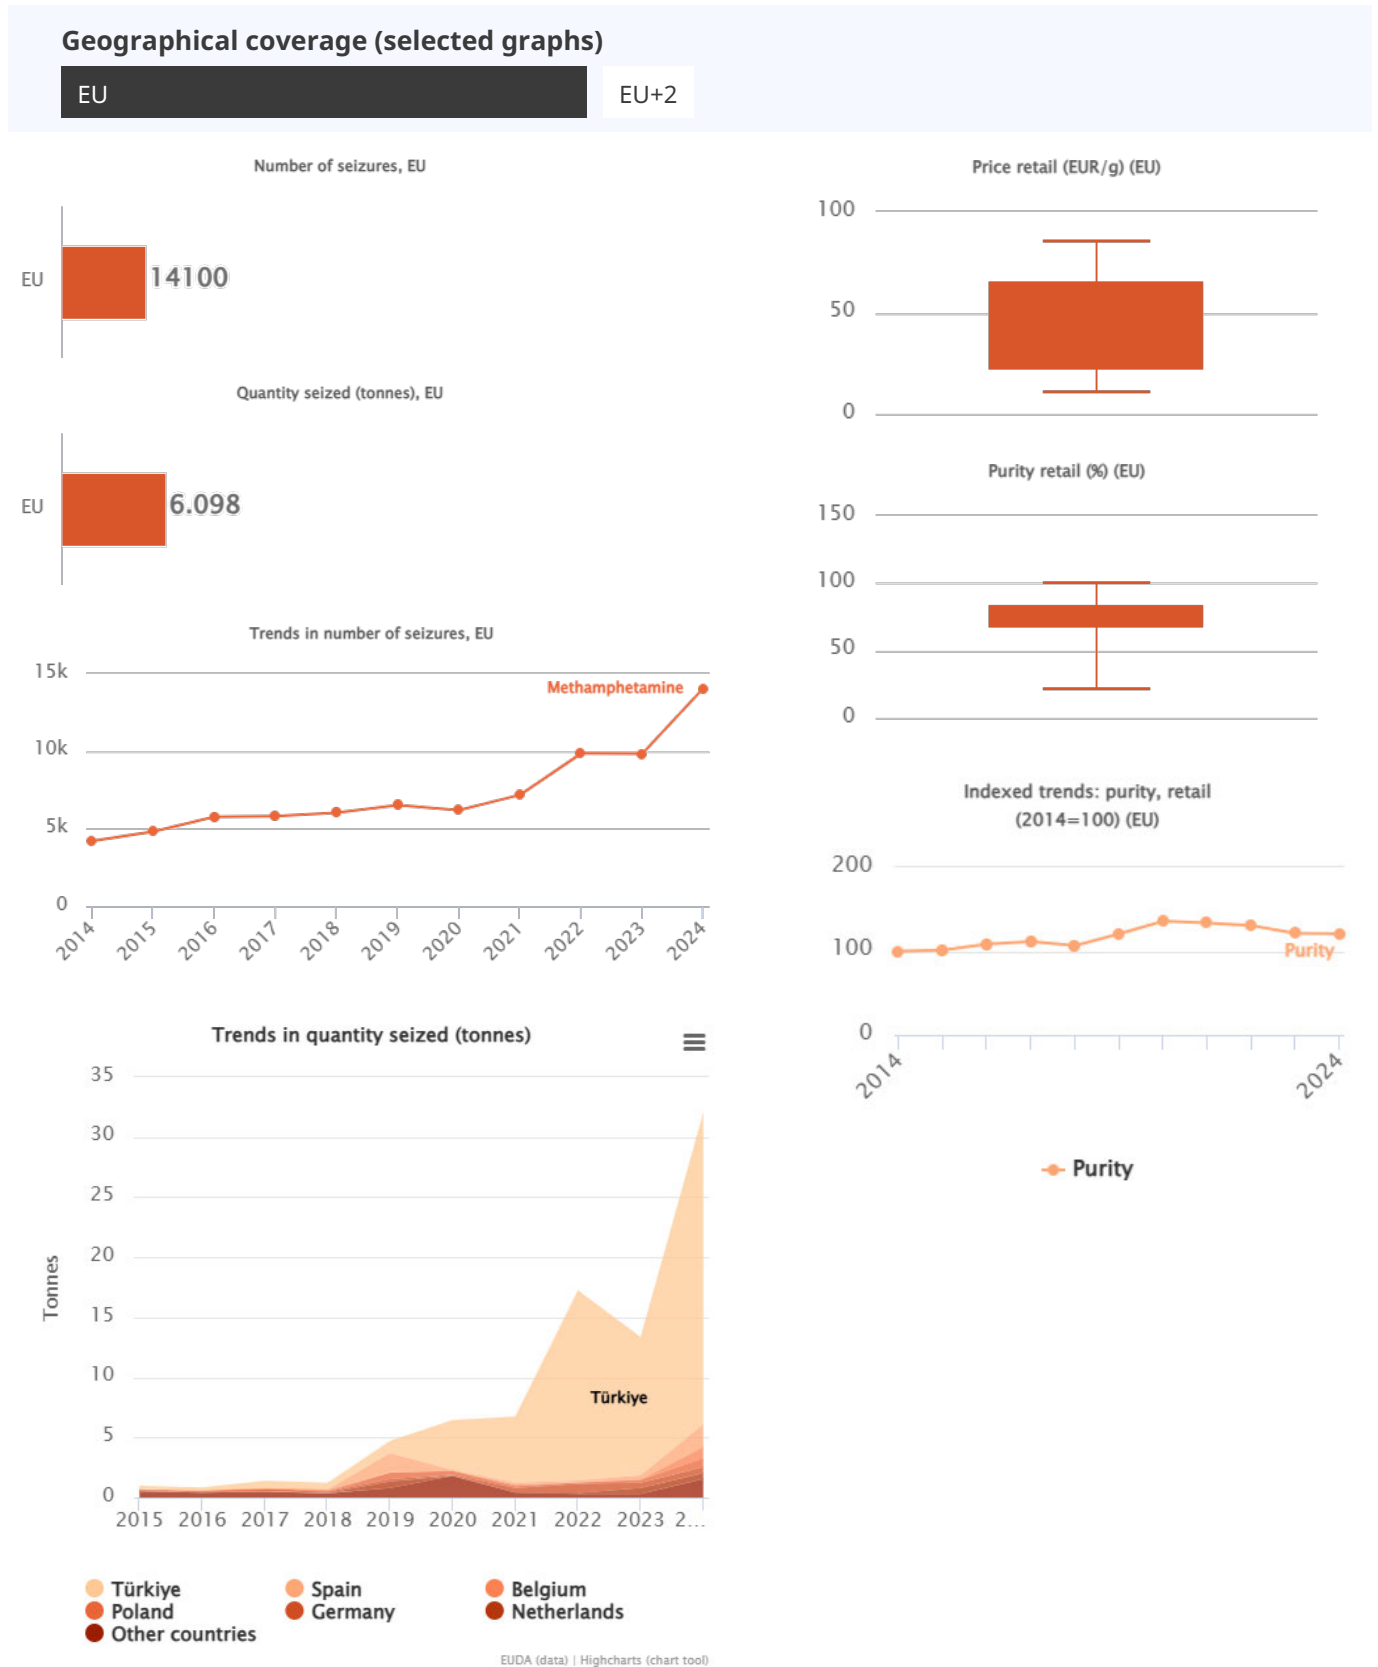 Geographical coverage (selected graphs)
EU
EU+2
Number of seizures, EU
EU
14100
Quantity seized (tonnes), EU
EU
6.098
Trends in number of seizures, EU
15k
10k
5k
0
Methamphetamine
2014
2015
2016
2017
2018
2019
2020
2021
2022
2023
2024
Trends in quantity seized (tonnes)
35
30
25
20
15
10
5
0
Tonnes
Türkiye
2015 2016 2017 2018 2019 2020 2021 2022 2023 2...
Türkiye Spain Belgium
Poland Germany Netherlands
Other countries
EUDA (data) | Highcharts (chart tool)
Price retail (EUR/g) (EU)
100
50
0
Purity retail (%) (EU)
150
100
50
0
Indexed trends: purity, retail
(2014=100) (EU)
200
100
0
Purity
2014
2024
Purity